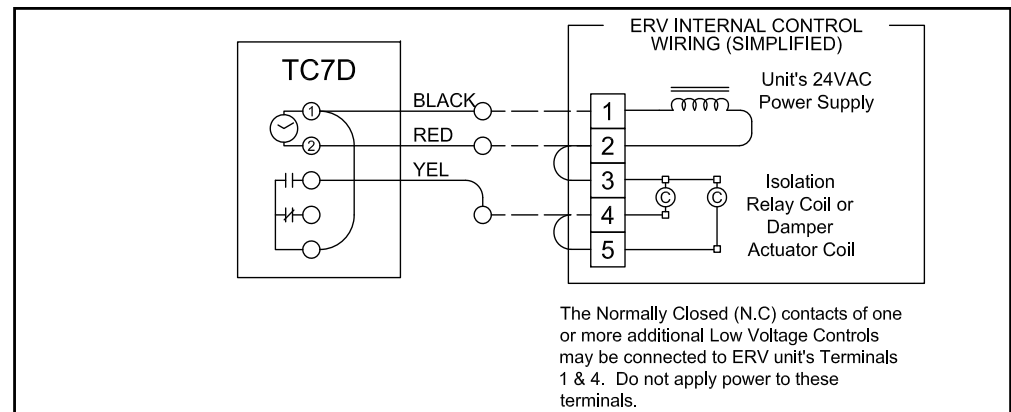 ERV INTERNAL CONTROL
WIRING (SIMPLIFIED)
TC7D
Unit's 24VAC
Power Supply
BLACK
1
1
RED
2
2
YEL
3
4
5
C
C
Isolation
Relay Coil or
Damper
Actuator Coil
The Normally Closed (N.C) contacts of one
or more additional Low Voltage Controls
may be connected to ERV unit's Terminals
1 & 4.  Do not apply power to these
terminals.